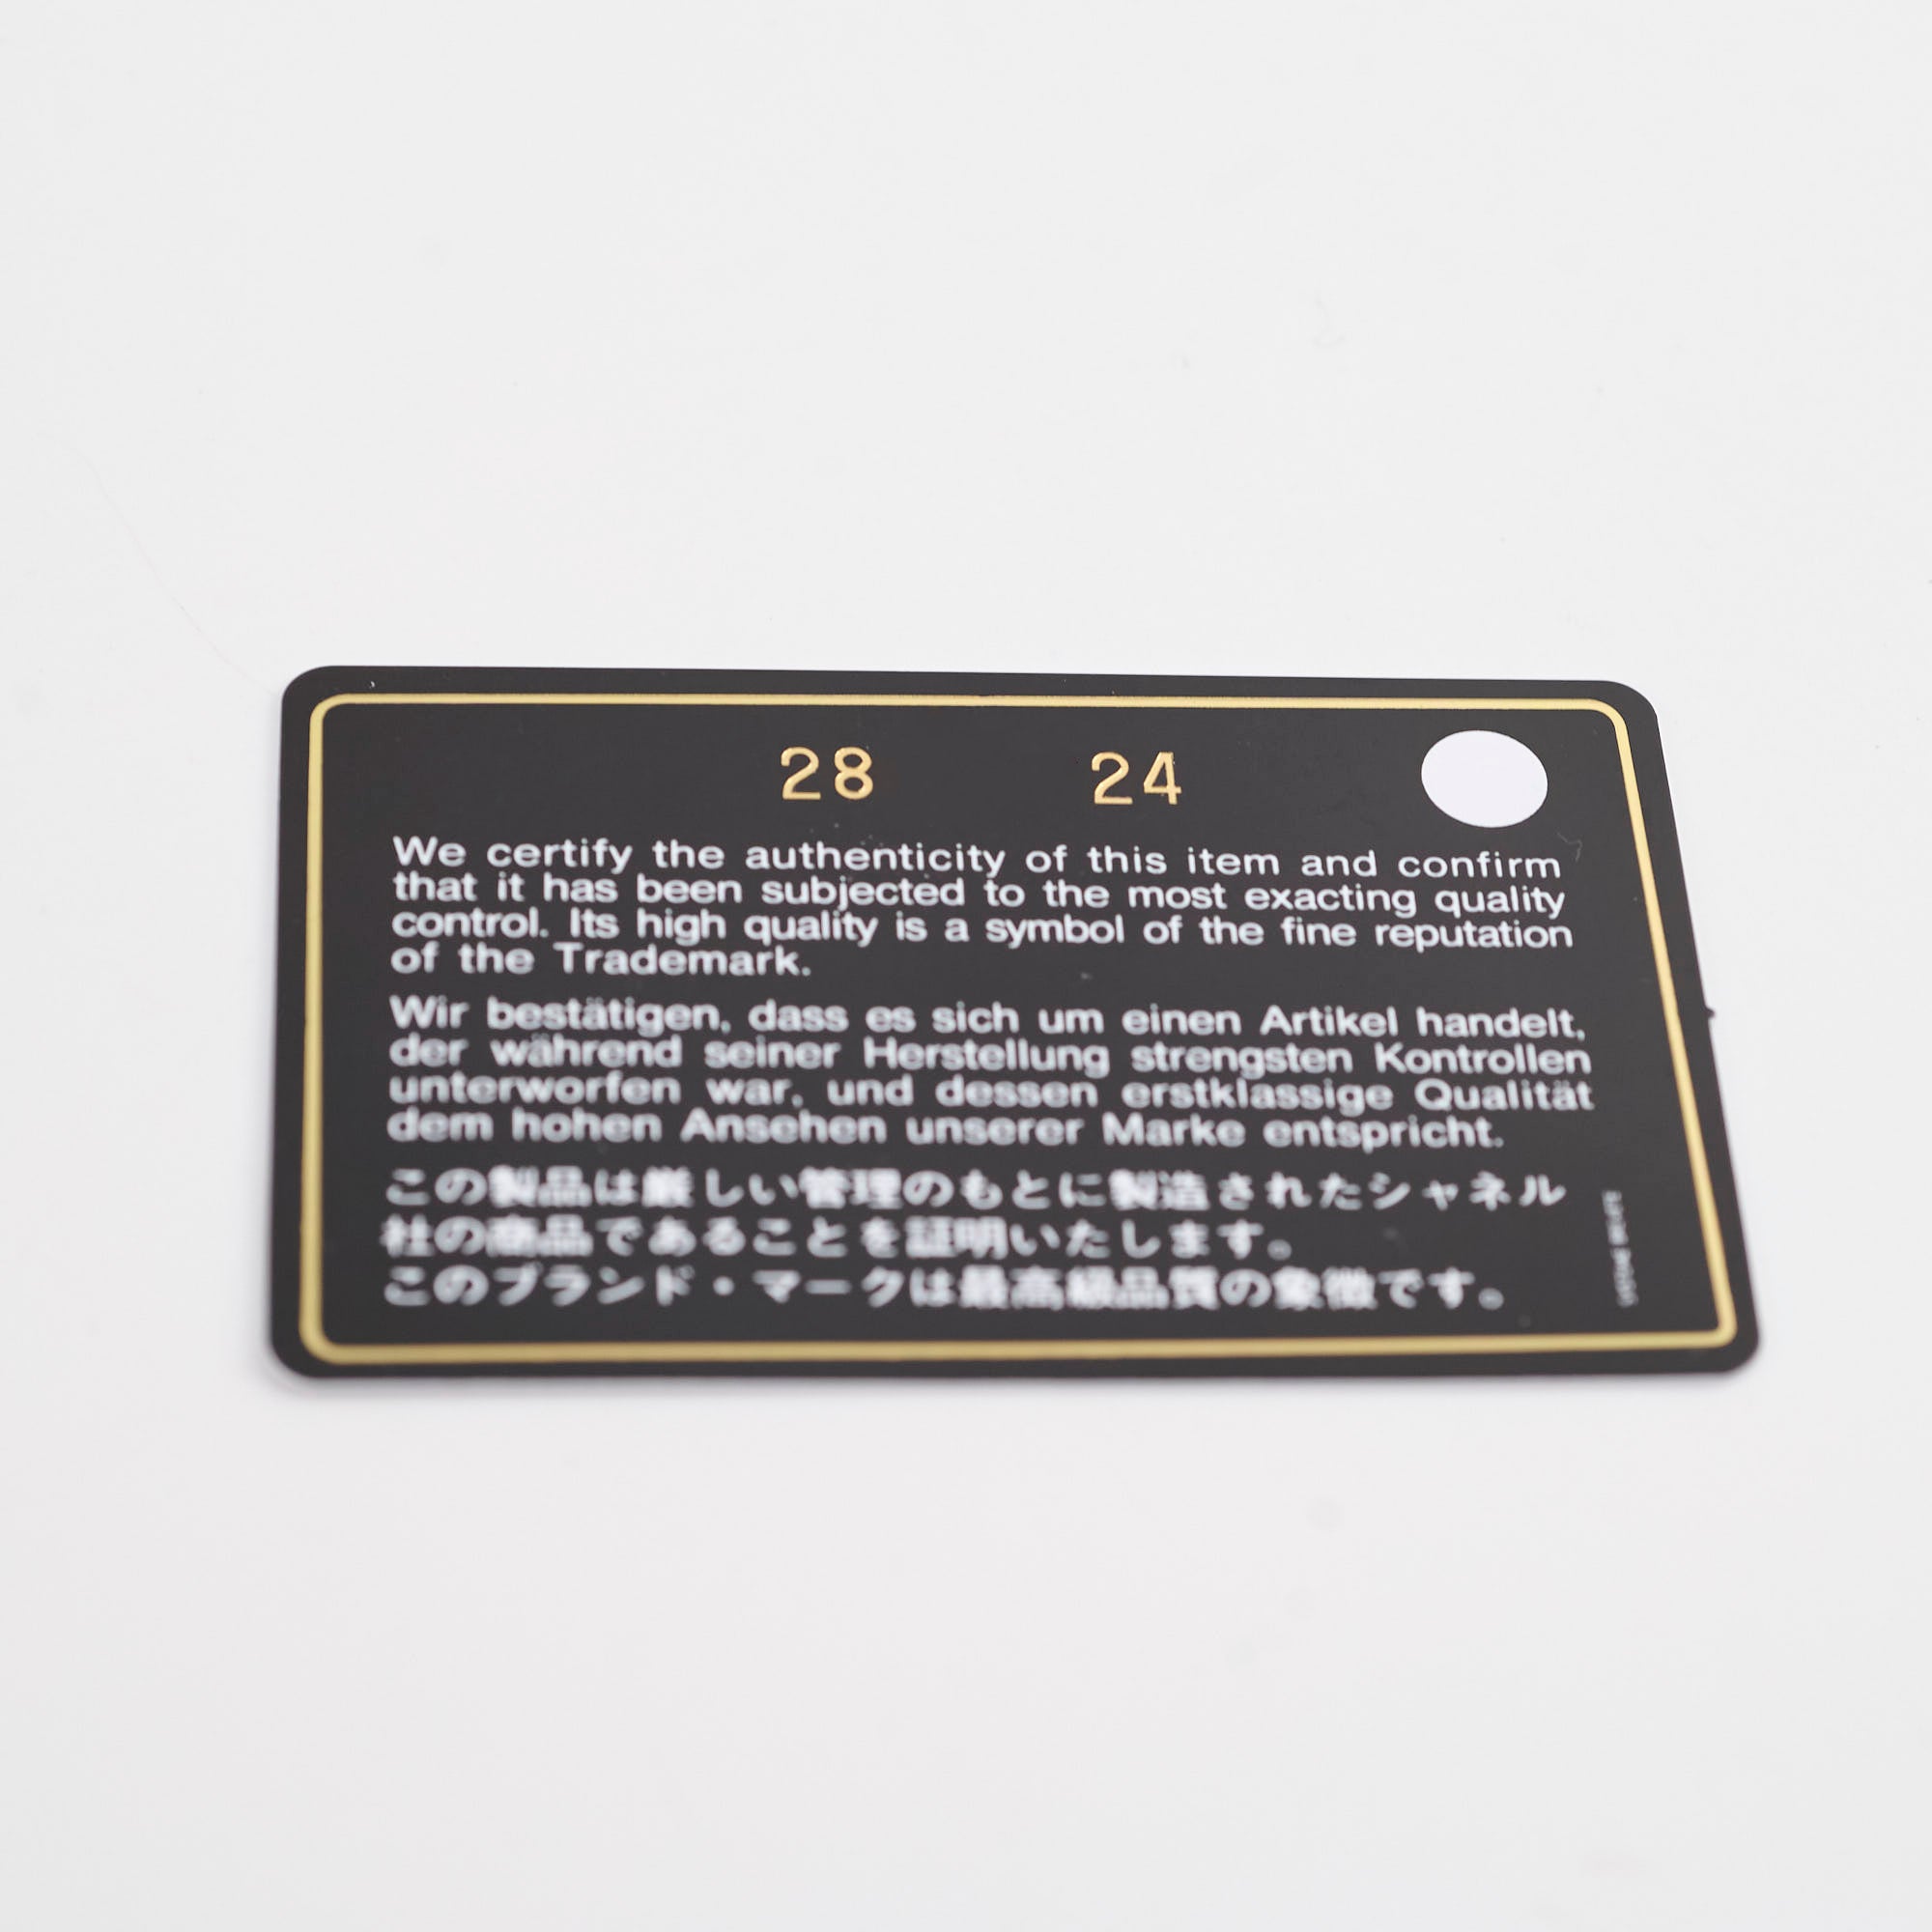 28 24
We certify the authenticity of this item and confirm
that it has been subjected to the most exacting quality
control. Its high quality is a symbol of the fine reputation
of the Trademark.
Wir bestätigen, dass es sich um einen Artikel handelt,
der während seiner Herstellung strengsten Kontrollen
unterworfen war, und dessen erstklassige Qualität
dem hohen Ansehen unserer Marke entspricht.
この製品は厳しい管理のもとに製造されたシャネル
社の商品であることを証明いたします。
このブランド・マークは最高級品質の象徴です。